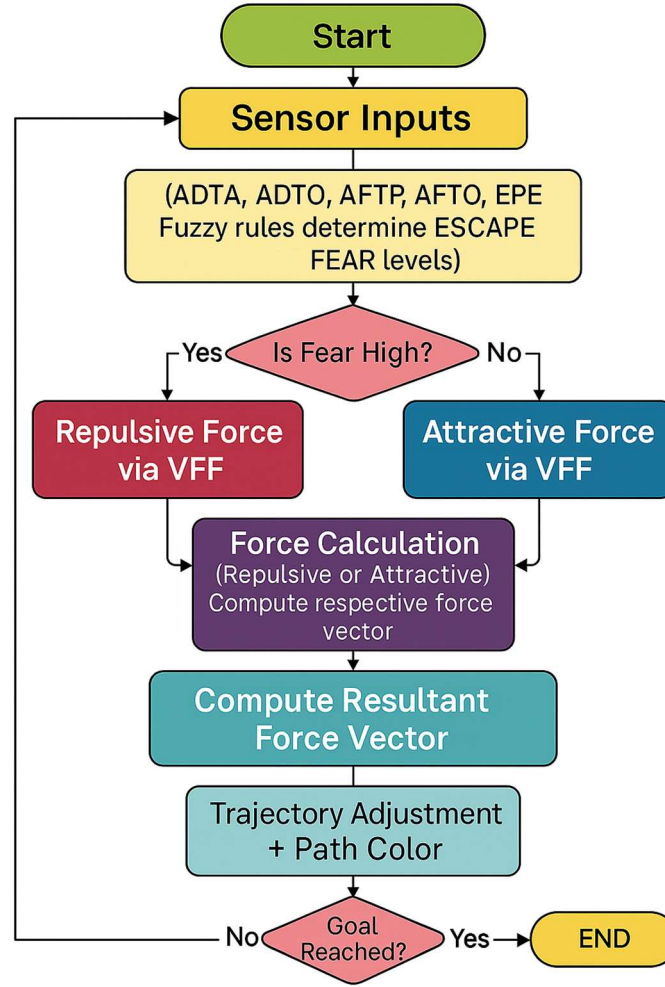 Start
Sensor Inputs
(ADTA, ADTO, AFTP, AFTO, EPE
Fuzzy rules determine ESCAPE
FEAR levels)
Yes
Is Fear High?
No
Repulsive Force
via VFF
Attractive Force
via VFF
Force Calculation
(Repulsive or Attractive)
Compute respective force
vector
Compute Resultant
Force Vector
Trajectory Adjustment
+ Path Color
No
Goal
Reached?
Yes
END